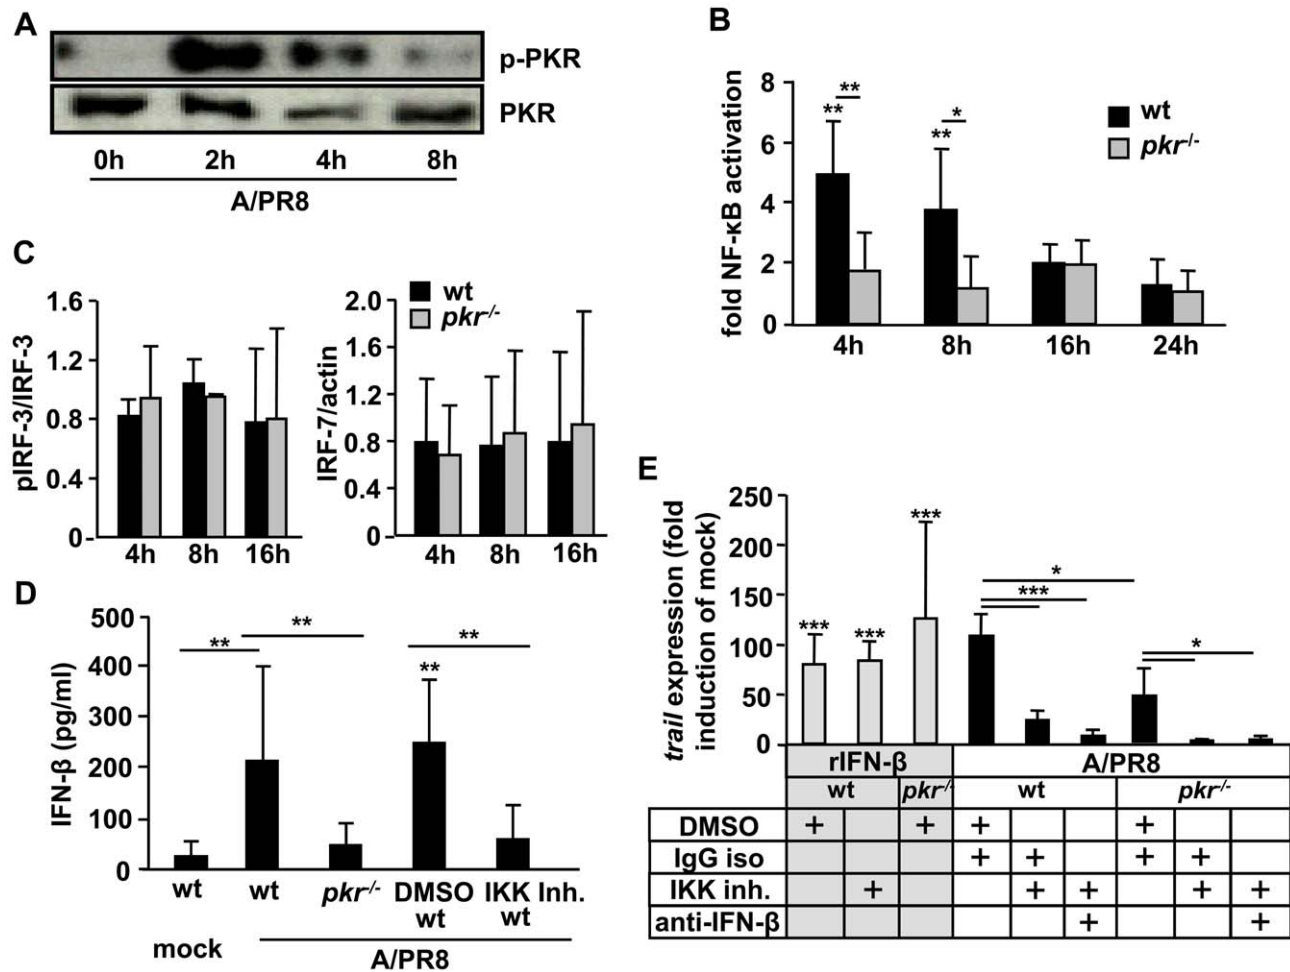 A
p-PKR
PKR
0h 2h 4h 8h
A/PR8
B
fold NF-κB activation
8
6
4
2
0
** ** ** *
wt
pkr-/-
4h 8h 16h 24h
C
pIRF-3/IRF-3
1.6
1.2
0.8
0.4
0
4h 8h 16h
IRF-7/actin
2.0
1.6
1.2
0.8
0.4
0
wt
pkr-/-
4h 8h 16h
D
IFN-β (pg/ml)
500
400
300
200
100
0
** ** ** **
wt wt pkr-/- DMSO IKK Inh.
wt wt
mock
A/PR8
E
trail expression (fold
induction of mock)
250
200
150
100
50
0
*** *** *** * *** *
rIFN-β A/PR8
wt pkr-/- wt pkr-/-
DMSO + + + +
IgG iso + + + +
IKK inh. + + + + +
anti-IFN-β + +